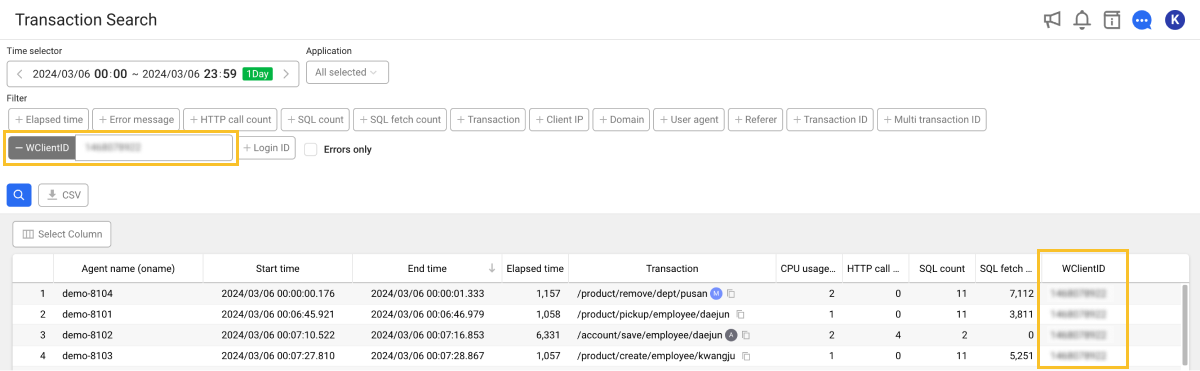 Transaction Search
K
Time selector
Application
2024/03/06 00:00 ~ 2024/03/06 23:59 1Day
All selected
Filter
+ Elapsed time + Error message + HTTP call count + SQL count + SQL fetch count + Transaction + Client IP + Domain + User agent + Referer + Transaction ID + Multi transaction ID
− WClientID + Login ID Errors only
CSV
Select Column
Agent name (oname) Start time End time Elapsed time Transaction CPU usage... HTTP call ... SQL count SQL fetch ... WClientID
1 demo-8104 2024/03/06 00:00:00.176 2024/03/06 00:00:01.333 1,157 /product/remove/dept/pusan M 2 0 11 7,112
2 demo-8101 2024/03/06 00:06:45.921 2024/03/06 00:06:46.979 1,058 /product/pickup/employee/daejun 1 0 11 3,811
3 demo-8102 2024/03/06 00:07:10.522 2024/03/06 00:07:16.853 6,331 /account/save/employee/daejun A 2 4 2 0
4 demo-8103 2024/03/06 00:07:27.810 2024/03/06 00:07:28.867 1,057 /product/create/employee/kwangju 1 0 11 5,251